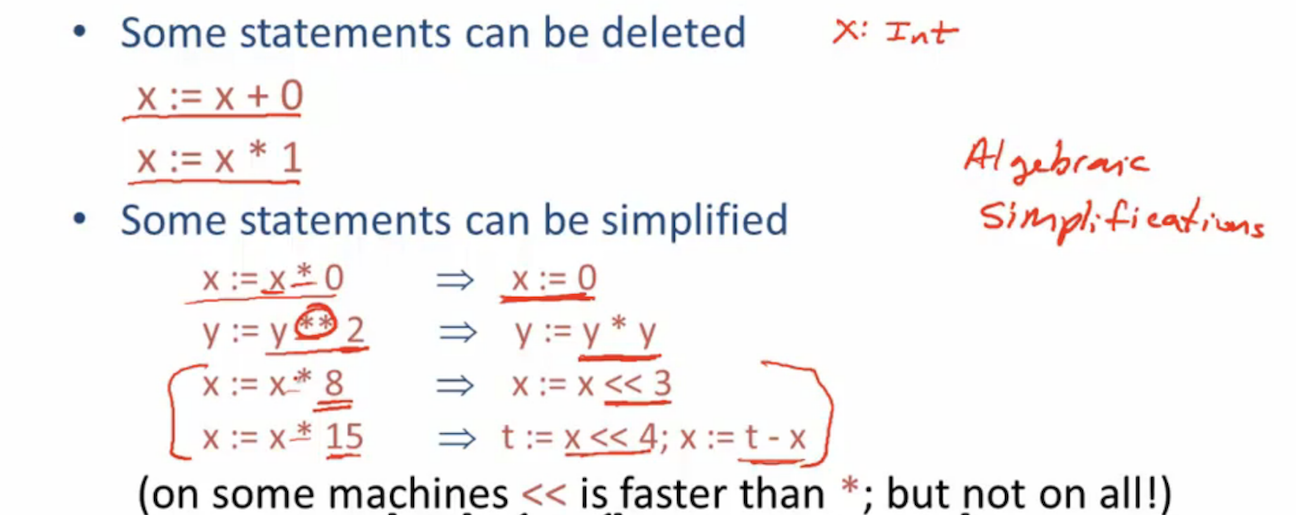 • Some statements can be deleted x: Int
x := x + 0
x := x * 1
Algebraic
• Some statements can be simplified Simplifications
x := x * 0 ⇒ x := 0
y := y ** 2 ⇒ y := y * y
x := x * 8 ⇒ x := x << 3
x := x * 15 ⇒ t := x << 4; x := t - x
(on some machines << is faster than *; but not on all!)